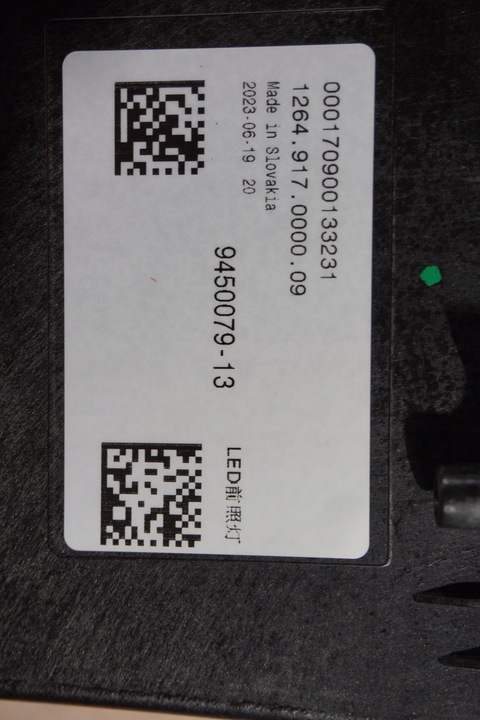 000170900133231
1264.917.0000.09
Made in Slovakia
2023-06-19 20
9450079-13
LED前照灯